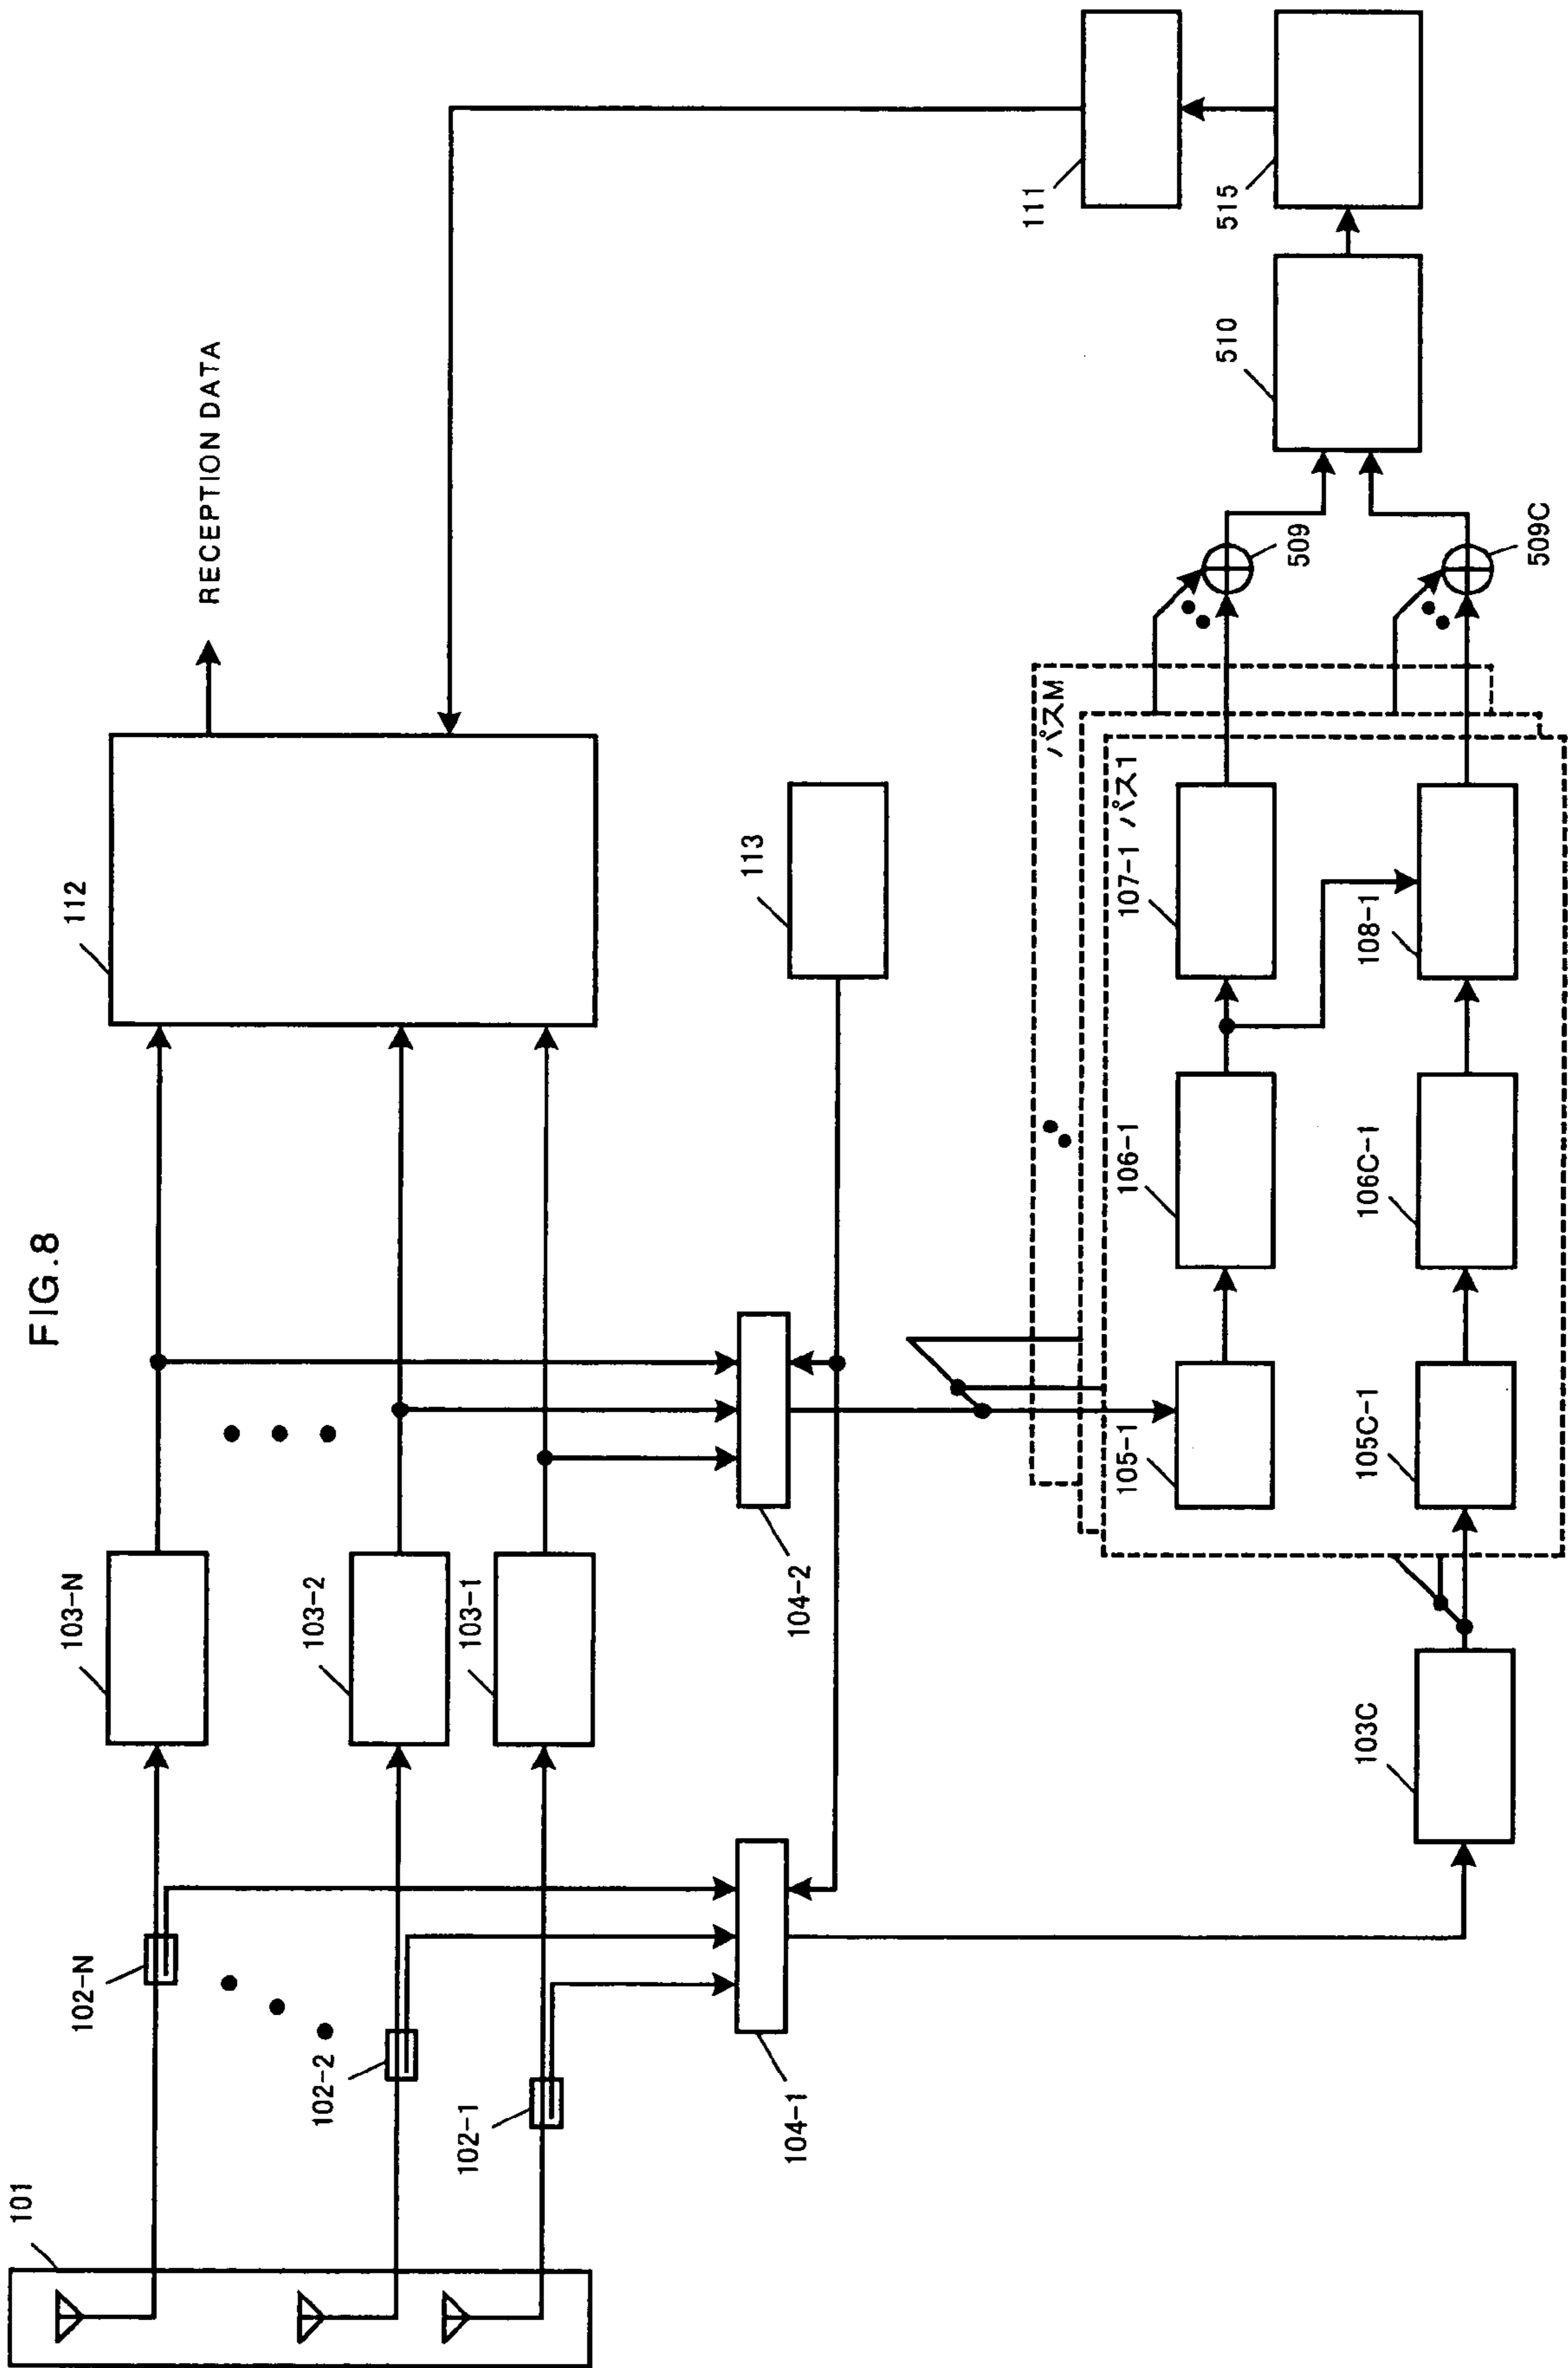 FIG.8
101
102-N
102-2
102-1
103-N
103-2
103-1
104-1
104-2
112
RECEPTION DATA
113
103C
パスM
パス1
105-1
106-1
107-1
105C-1
106C-1
108-1
509
509C
510
515
111